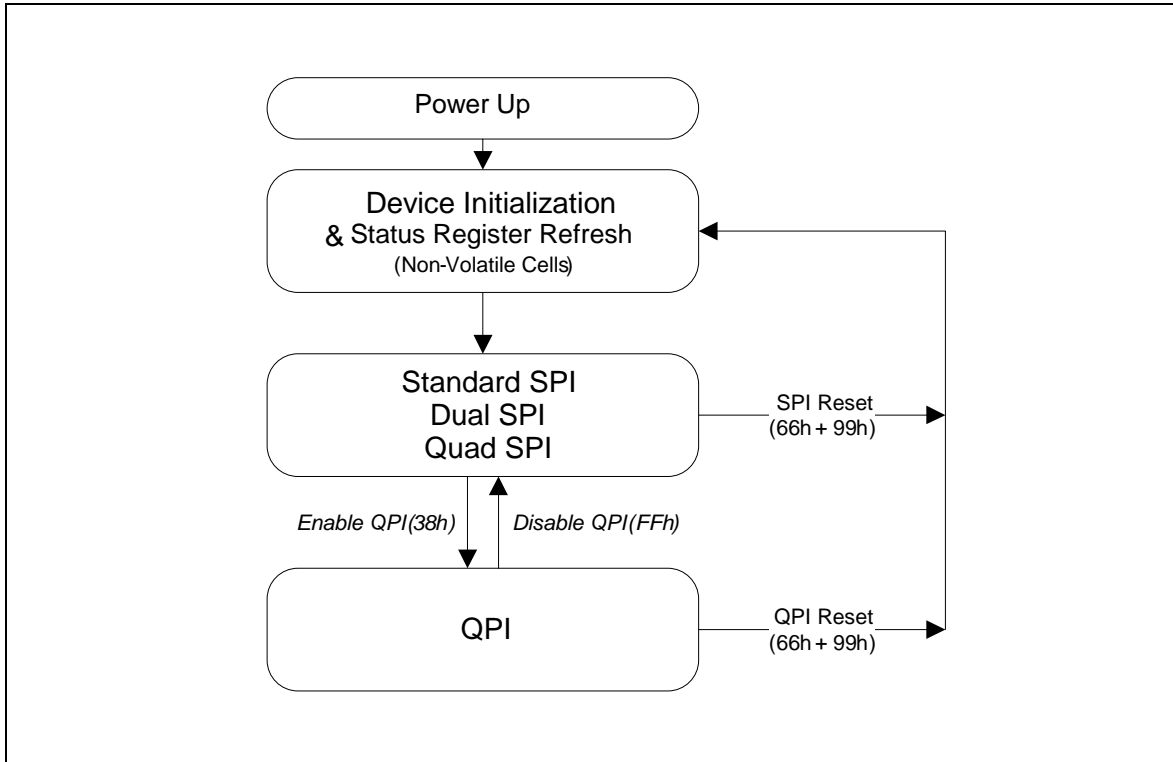 Power Up
Device Initialization
& Status Register Refresh
(Non-Volatile Cells)
Standard SPI
Dual SPI
Quad SPI
SPI Reset
(66h + 99h)
Enable QPI(38h)
Disable QPI(FFh)
QPI
QPI Reset
(66h + 99h)